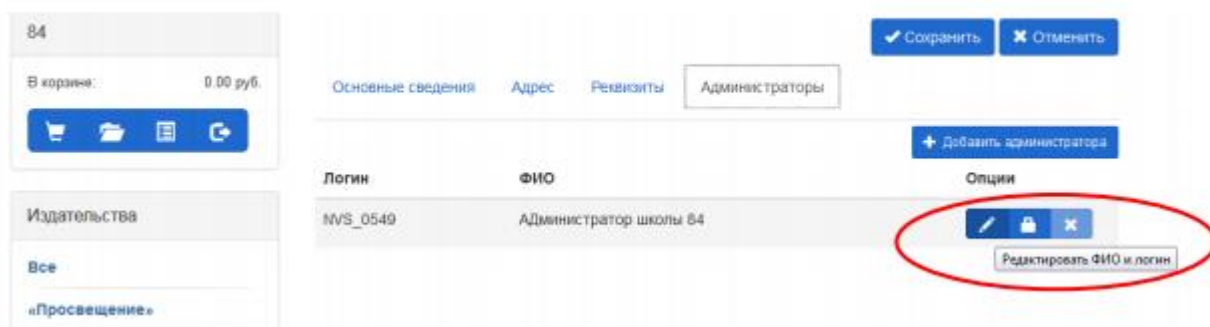 84
В корзине: 0.00 руб.
Издательства
Все
«Просвещение»
Сохранить Отменить
Основные сведения Адрес Реквизиты Администраторы
Добавить администратора
Логин ФИО Опции
NVS_0549 АДминистратор школы 84
Редактировать ФИО и логин